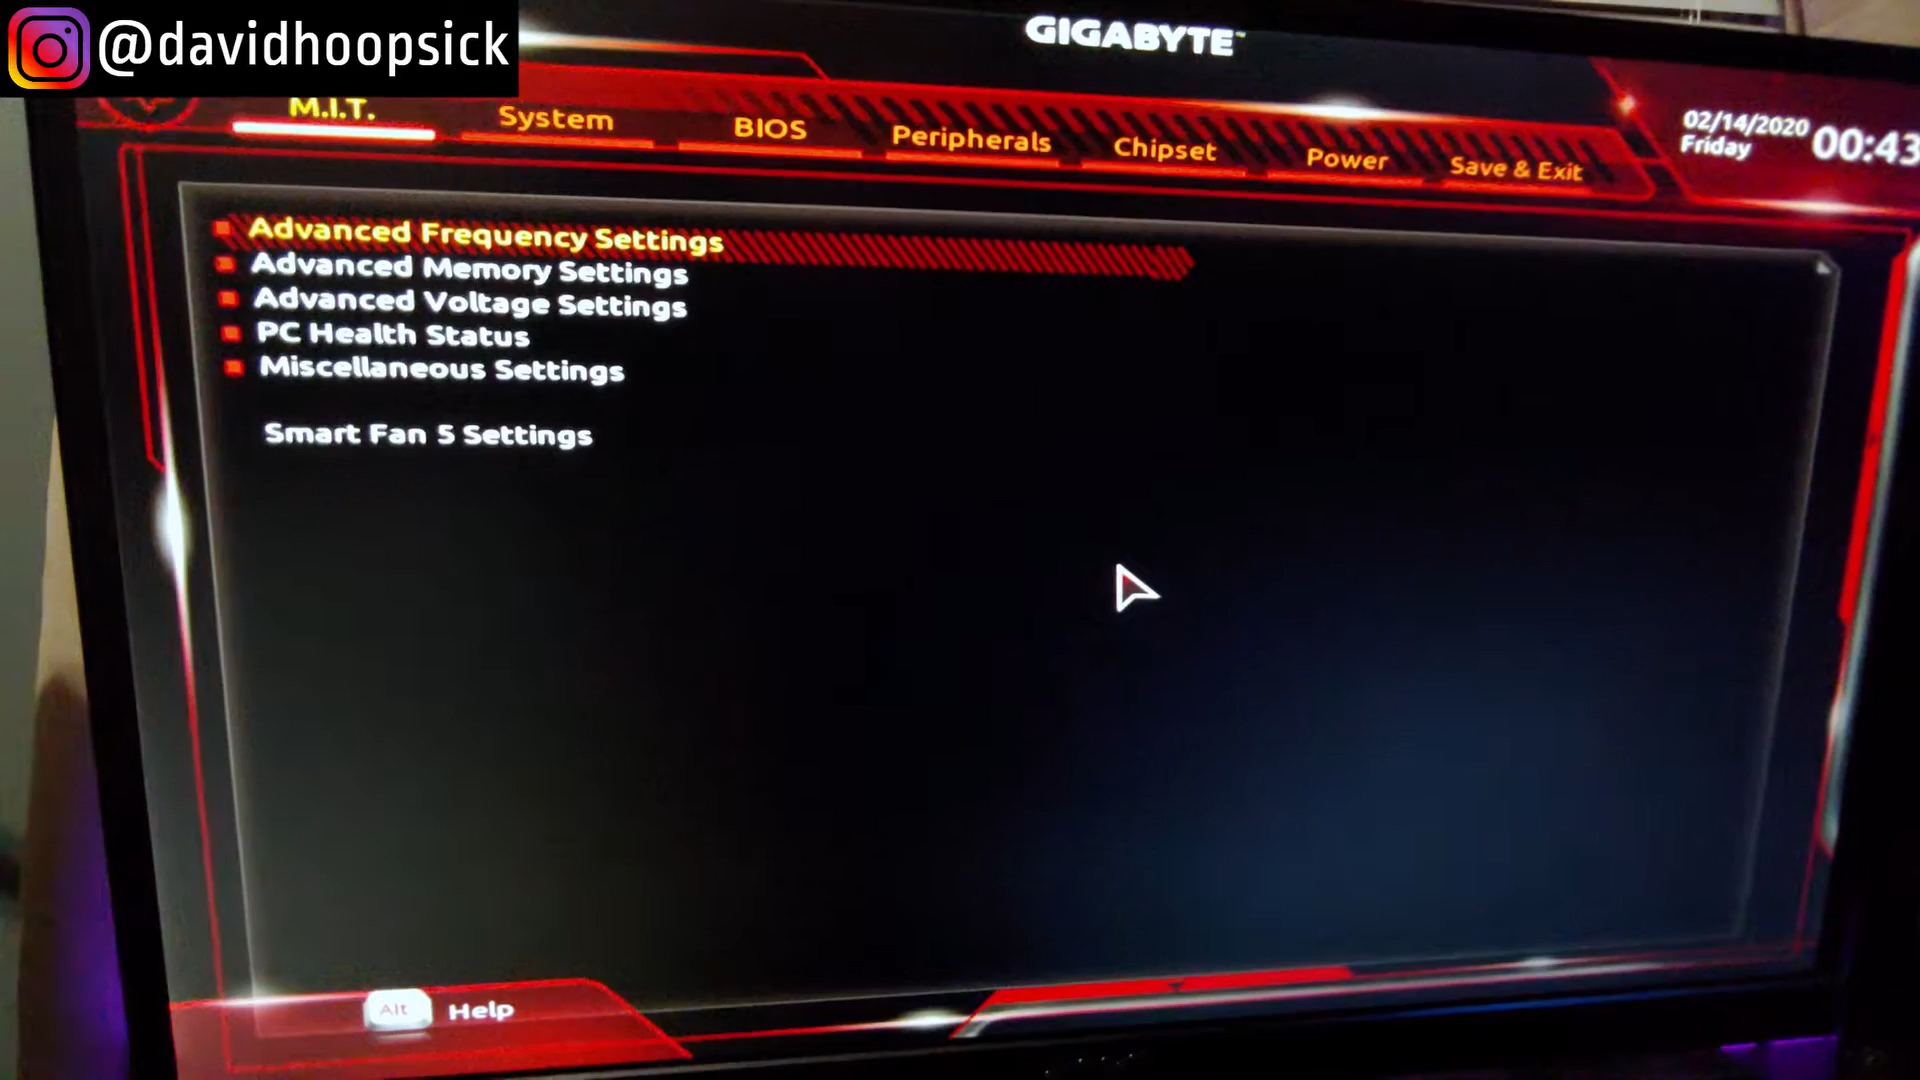 @davidhoopsick
GIGABYTE™
M.I.T.
System
BIOS
Peripherals
Chipset
Power
Save & Exit
02/14/2020
Friday
00:43
Advanced Frequency Settings
Advanced Memory Settings
Advanced Voltage Settings
PC Health Status
Miscellaneous Settings
Smart Fan 5 Settings
Alt
Help